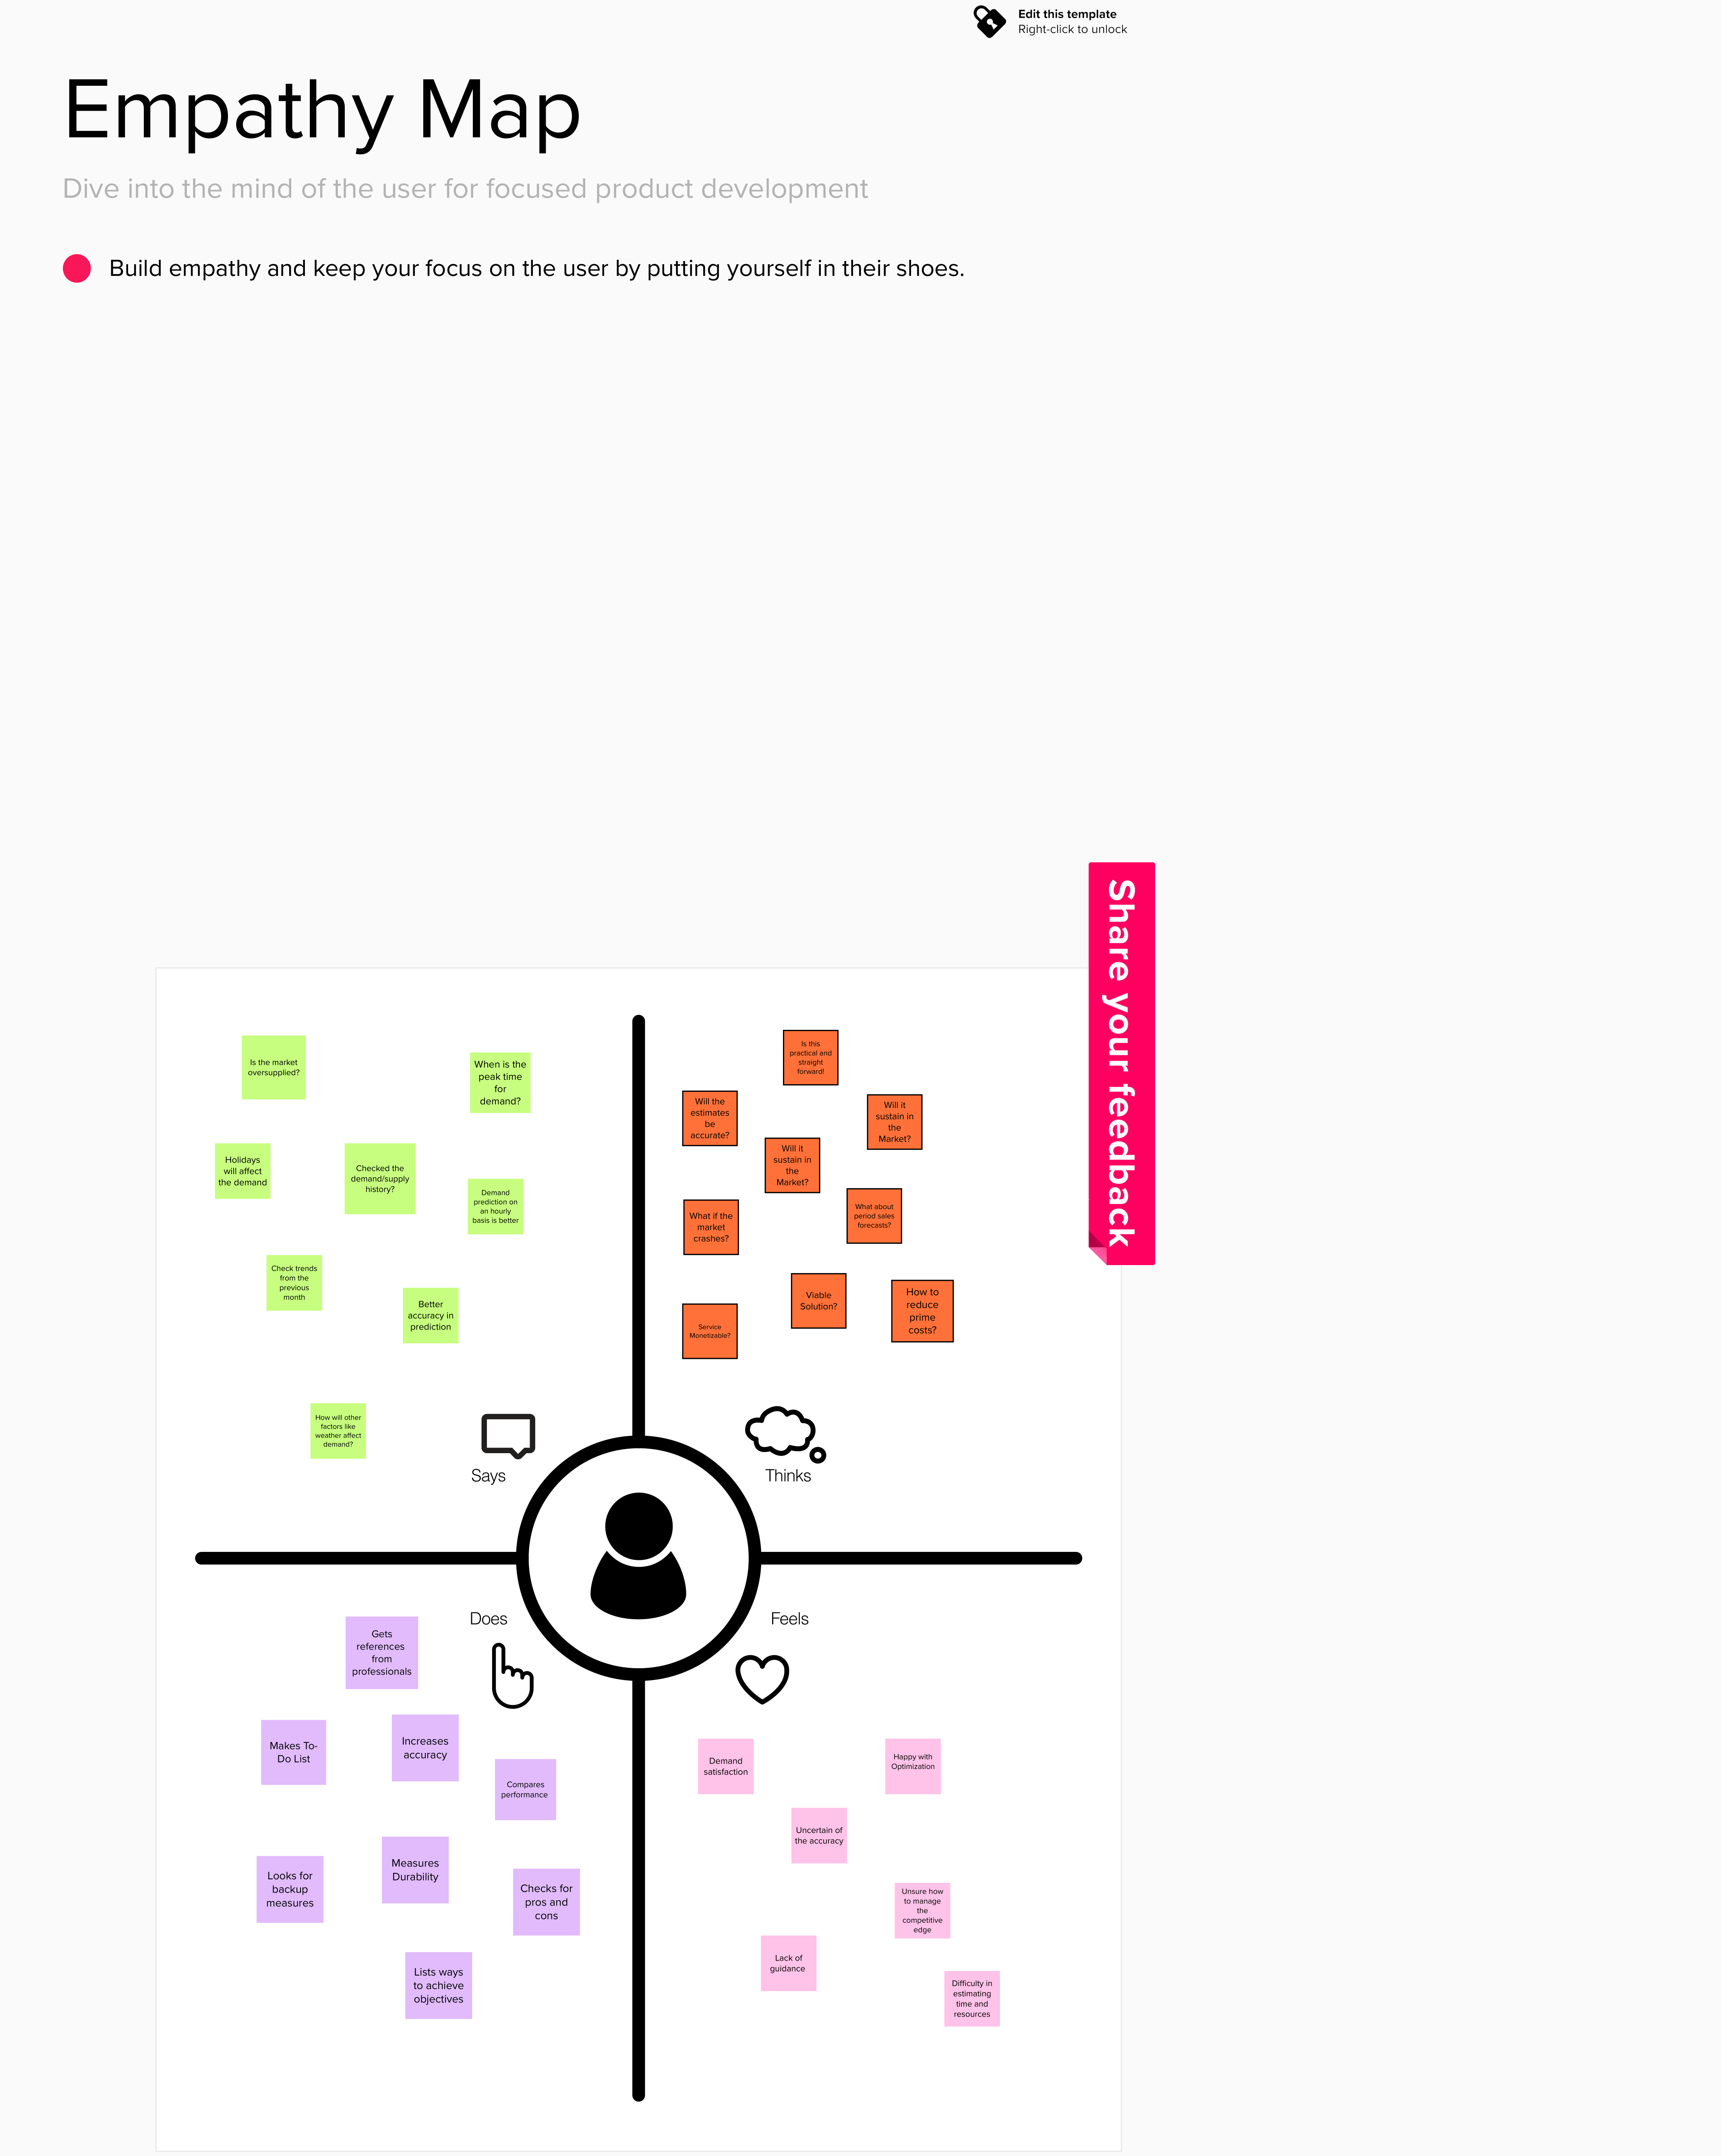 Edit this template
Right-click to unlock
Empathy Map
Dive into the mind of the user for focused product development
Build empathy and keep your focus on the user by putting yourself in their shoes.
Share your feedback
Is the market
oversupplied?
When is the
peak time
for
demand?
Holidays
will affect
the demand
Checked the
demand/supply
history?
Demand
prediction on
an hourly
basis is better
Check trends
from the
previous
month
Better
accuracy in
prediction
How will other
factors like
weather affect
demand?
Says
Is this
practical and
straight
forward!
Will the
estimates
be
accurate?
Will it
sustain in
the
Market?
Will it
sustain in
the
Market?
What if the
market
crashes?
What about
period sales
forecasts?
Viable
Solution?
How to
reduce
prime
costs?
Service
Monetizable?
Thinks
Does
Gets
references
from
professionals
Makes To-
Do List
Increases
accuracy
Compares
performance
Looks for
backup
measures
Measures
Durability
Checks for
pros and
cons
Lists ways
to achieve
objectives
Feels
Demand
satisfaction
Happy with
Optimization
Uncertain of
the accuracy
Unsure how
to manage
the
competitive
edge
Lack of
guidance
Difficulty in
estimating
time and
resources